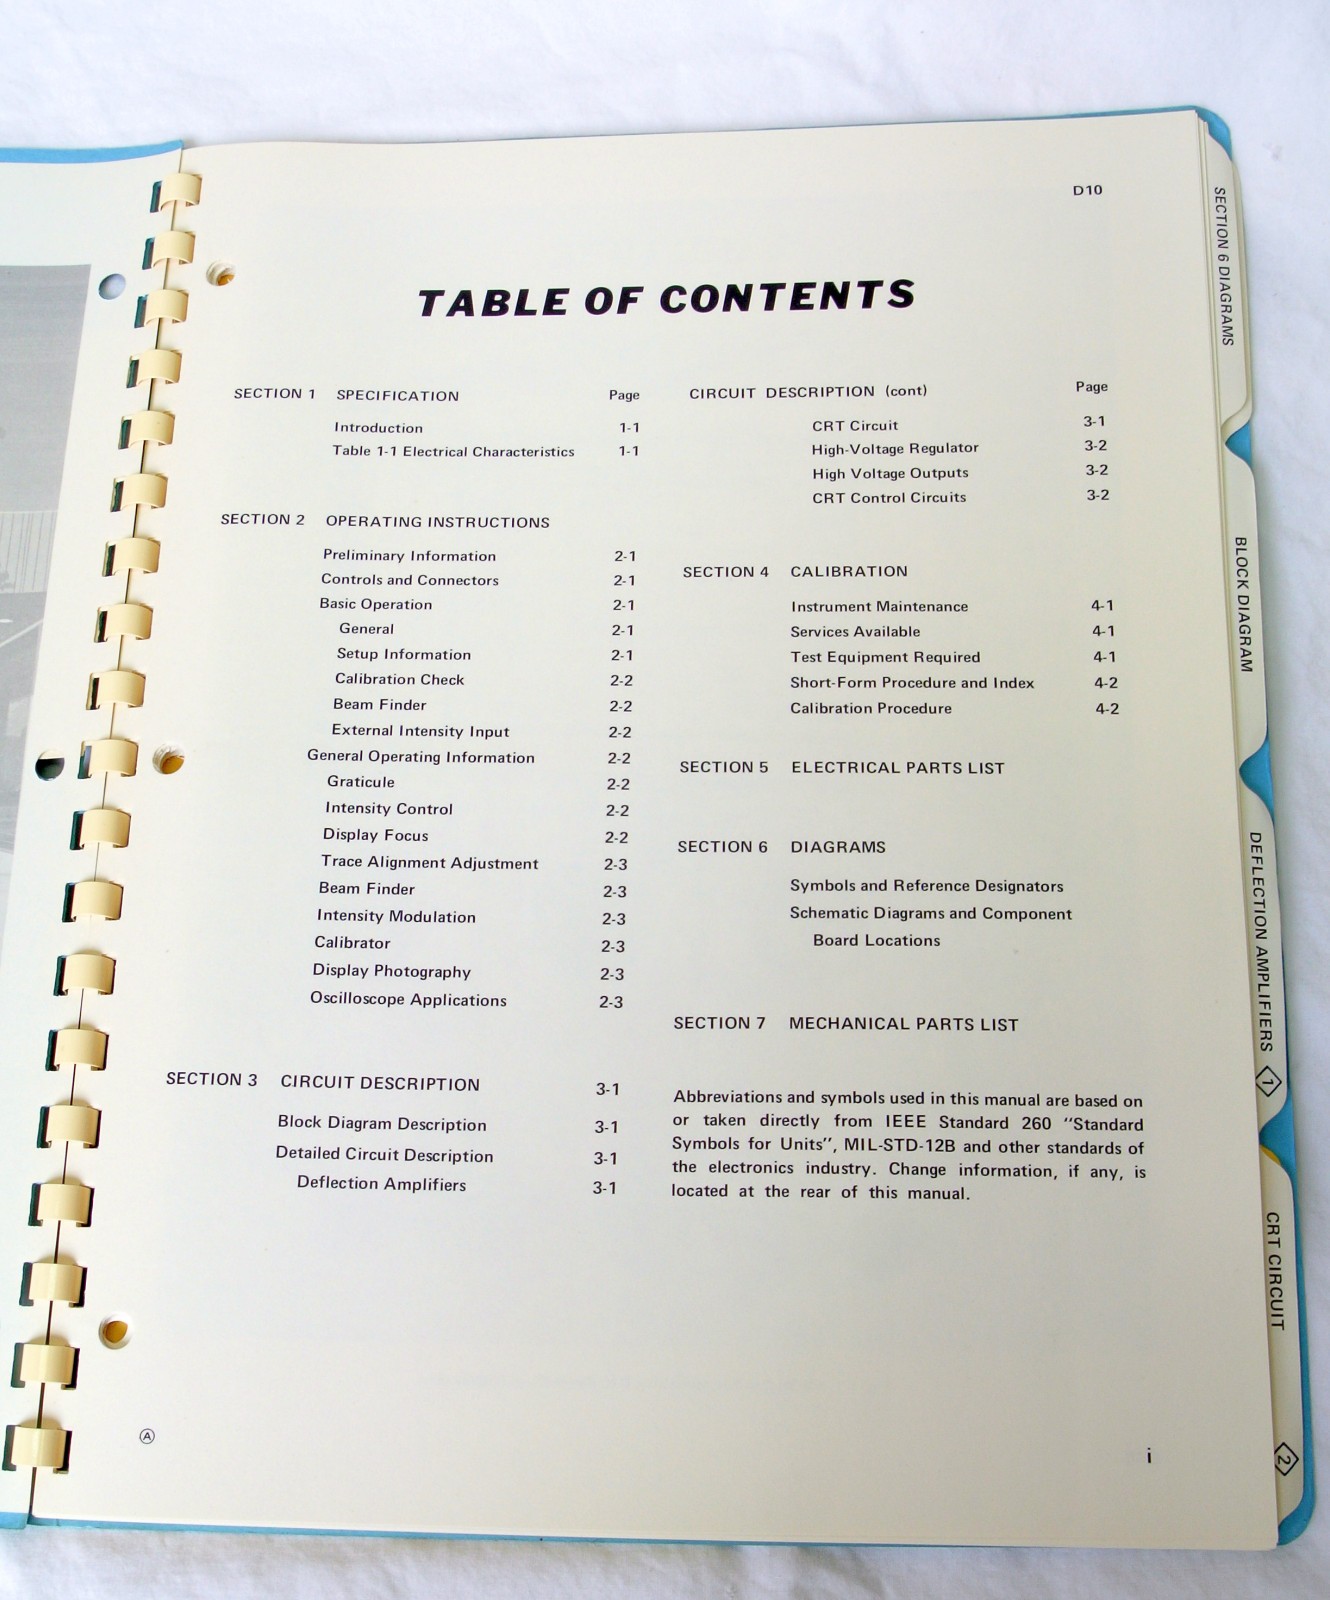 D10
TABLE OF CONTENTS
SECTION 1 SPECIFICATION Page
Introduction 1-1
Table 1-1 Electrical Characteristics 1-1
SECTION 2 OPERATING INSTRUCTIONS
Preliminary Information 2-1
Controls and Connectors 2-1
Basic Operation 2-1
General 2-1
Setup Information 2-1
Calibration Check 2-2
Beam Finder 2-2
External Intensity Input 2-2
General Operating Information 2-2
Graticule 2-2
Intensity Control 2-2
Display Focus 2-2
Trace Alignment Adjustment 2-3
Beam Finder 2-3
Intensity Modulation 2-3
Calibrator 2-3
Display Photography 2-3
Oscilloscope Applications 2-3
SECTION 3 CIRCUIT DESCRIPTION 3-1
Block Diagram Description 3-1
Detailed Circuit Description 3-1
Deflection Amplifiers 3-1
CIRCUIT DESCRIPTION (cont) Page
CRT Circuit 3-1
High-Voltage Regulator 3-2
High Voltage Outputs 3-2
CRT Control Circuits 3-2
SECTION 4 CALIBRATION
Instrument Maintenance 4-1
Services Available 4-1
Test Equipment Required 4-1
Short-Form Procedure and Index 4-2
Calibration Procedure 4-2
SECTION 5 ELECTRICAL PARTS LIST
SECTION 6 DIAGRAMS
Symbols and Reference Designators
Schematic Diagrams and Component
Board Locations
SECTION 7 MECHANICAL PARTS LIST
Abbreviations and symbols used in this manual are based on
or taken directly from IEEE Standard 260 "Standard
Symbols for Units", MIL-STD-12B and other standards of
the electronics industry. Change information, if any, is
located at the rear of this manual.
A
i
SECTION 6 DIAGRAMS
BLOCK DIAGRAM
DEFLECTION AMPLIFIERS 1
CRT CIRCUIT 2